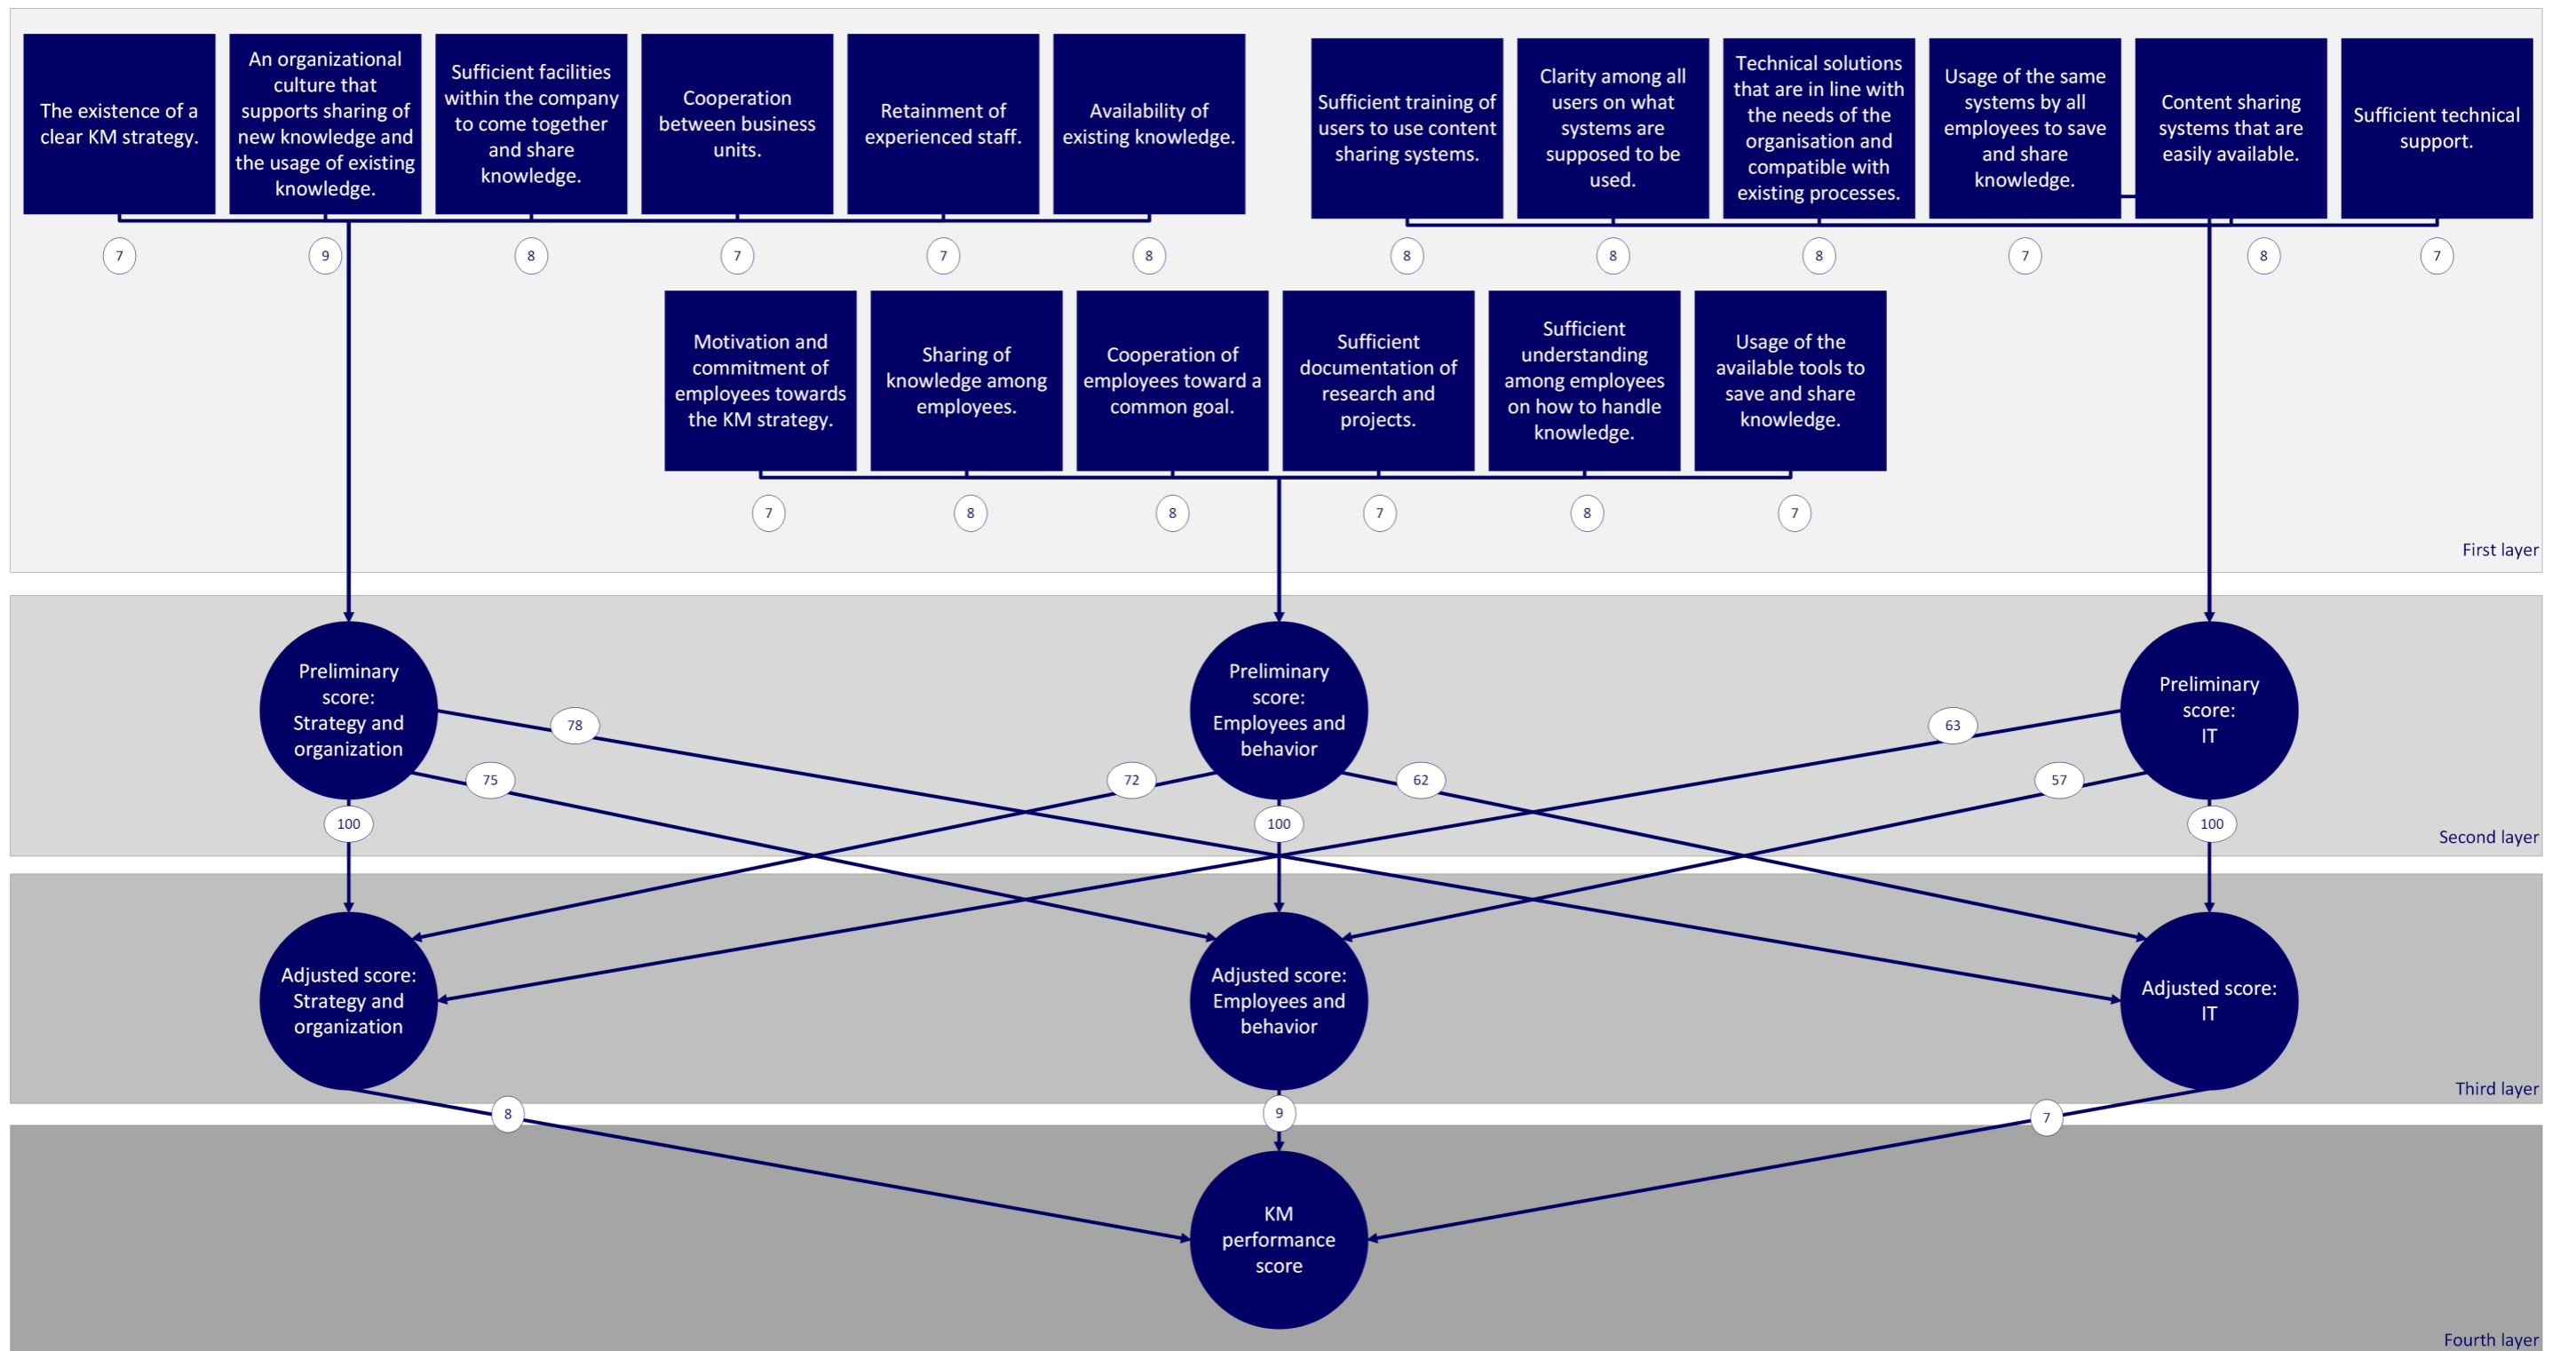 The existence of a
clear KM strategy.
An organizational
culture that
supports sharing of
new knowledge and
the usage of existing
knowledge.
Sufficient facilities
within the company
to come together
and share
knowledge.
Cooperation
between business
units.
Retainment of
experienced staff.
Availability of
existing knowledge.
Sufficient training of
users to use content
sharing systems.
Clarity among all
users on what
systems are
supposed to be
used.
Technical solutions
that are in line with
the needs of the
organisation and
compatible with
existing processes.
Usage of the same
systems by all
employees to save
and share
knowledge.
Content sharing
systems that are
easily available.
Sufficient technical
support.
7
9
8
7
7
8
8
8
8
7
8
7
Motivation and
commitment of
employees towards
the KM strategy.
Sharing of
knowledge among
employees.
Cooperation of
employees toward a
common goal.
Sufficient
documentation of
research and
projects.
Sufficient
understanding
among employees
on how to handle
knowledge.
Usage of the
available tools to
save and share
knowledge.
7
8
8
7
8
7
First layer
Preliminary
score:
Strategy and
organization
Preliminary
score:
Employees and
behavior
Preliminary
score:
IT
78
63
75
72
62
57
100
100
100
Second layer
Adjusted score:
Strategy and
organization
Adjusted score:
Employees and
behavior
Adjusted score:
IT
Third layer
8
9
7
KM
performance
score
Fourth layer